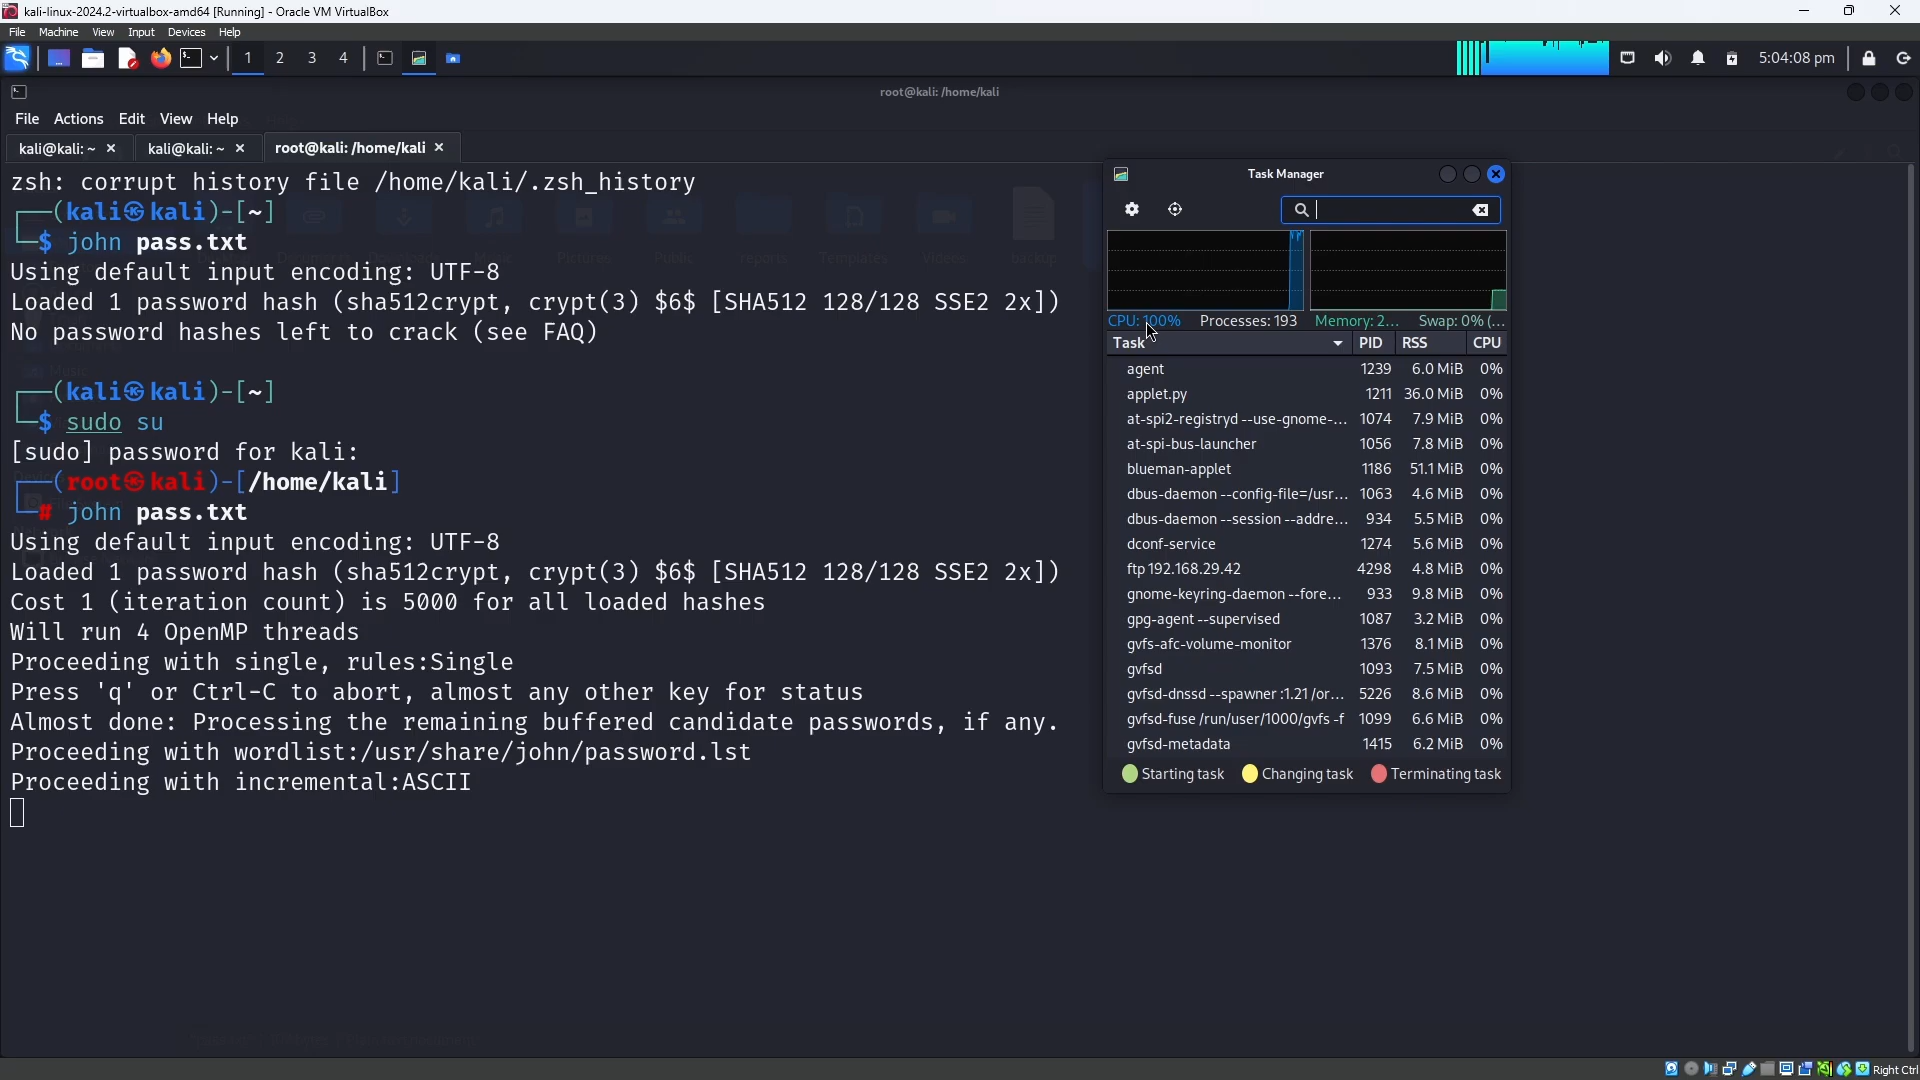 kali-linux-2024.2-virtualbox-amd64 [Running] - Oracle VM VirtualBox
File Machine View Input Devices Help
1 2 3 4
5:04:08 pm
root@kali: /home/kali
File Actions Edit View Help
kali@kali: ~ kali@kali: ~ root@kali: /home/kali
zsh: corrupt history file /home/kali/.zsh_history
┌──(kali㉿kali)-[~]
└─$ john pass.txt
Using default input encoding: UTF-8
Loaded 1 password hash (sha512crypt, crypt(3) $6$ [SHA512 128/128 SSE2 2x])
No password hashes left to crack (see FAQ)
┌──(kali㉿kali)-[~]
└─$ sudo su
[sudo] password for kali:
┌──(root㉿kali)-[/home/kali]
└─# john pass.txt
Using default input encoding: UTF-8
Loaded 1 password hash (sha512crypt, crypt(3) $6$ [SHA512 128/128 SSE2 2x])
Cost 1 (iteration count) is 5000 for all loaded hashes
Will run 4 OpenMP threads
Proceeding with single, rules:Single
Press 'q' or Ctrl-C to abort, almost any other key for status
Almost done: Processing the remaining buffered candidate passwords, if any.
Proceeding with wordlist:/usr/share/john/password.lst
Proceeding with incremental:ASCII
Pictures Public reports Templates Videos backup
Task Manager
CPU: 100% Processes: 193 Memory: 2... Swap: 0% (...
Task PID RSS CPU
agent 1239 6.0 MiB 0%
applet.py 1211 36.0 MiB 0%
at-spi2-registryd --use-gnome-... 1074 7.9 MiB 0%
at-spi-bus-launcher 1056 7.8 MiB 0%
blueman-applet 1186 51.1 MiB 0%
dbus-daemon --config-file=/usr... 1063 4.6 MiB 0%
dbus-daemon --session --addre... 934 5.5 MiB 0%
dconf-service 1274 5.6 MiB 0%
ftp 192.168.29.42 4298 4.8 MiB 0%
gnome-keyring-daemon --fore... 933 9.8 MiB 0%
gpg-agent --supervised 1087 3.2 MiB 0%
gvfs-afc-volume-monitor 1376 8.1 MiB 0%
gvfsd 1093 7.5 MiB 0%
gvfsd-dnssd --spawner :1.21 /or... 5226 8.6 MiB 0%
gvfsd-fuse /run/user/1000/gvfs -f 1099 6.6 MiB 0%
gvfsd-metadata 1415 6.2 MiB 0%
Starting task Changing task Terminating task
Right Ctrl